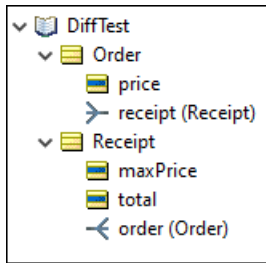 DiffTest
Order
price
receipt (Receipt)
Receipt
maxPrice
total
order (Order)